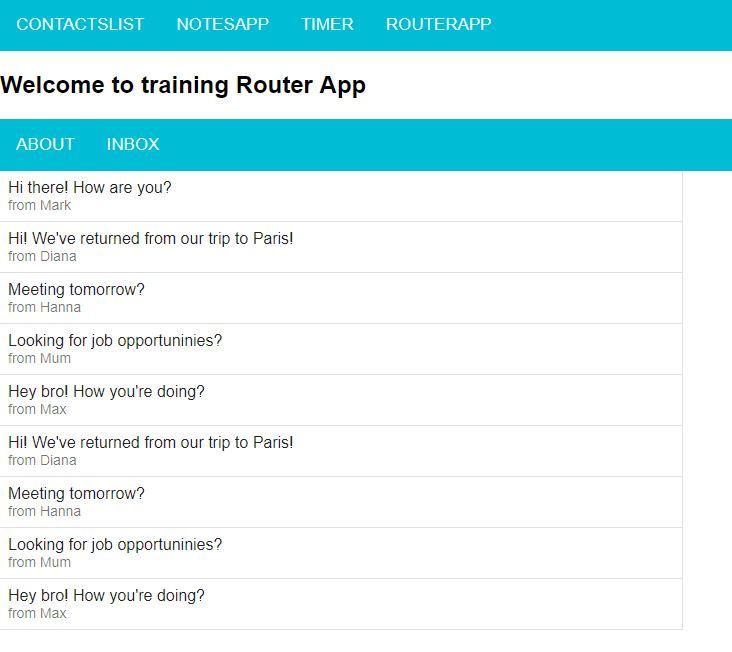 CONTACTSLIST NOTESAPP TIMER ROUTERAPP
Welcome to training Router App
ABOUT INBOX
Hi there! How are you?
from Mark
Hi! We've returned from our trip to Paris!
from Diana
Meeting tomorrow?
from Hanna
Looking for job opportuninies?
from Mum
Hey bro! How you're doing?
from Max
Hi! We've returned from our trip to Paris!
from Diana
Meeting tomorrow?
from Hanna
Looking for job opportuninies?
from Mum
Hey bro! How you're doing?
from Max